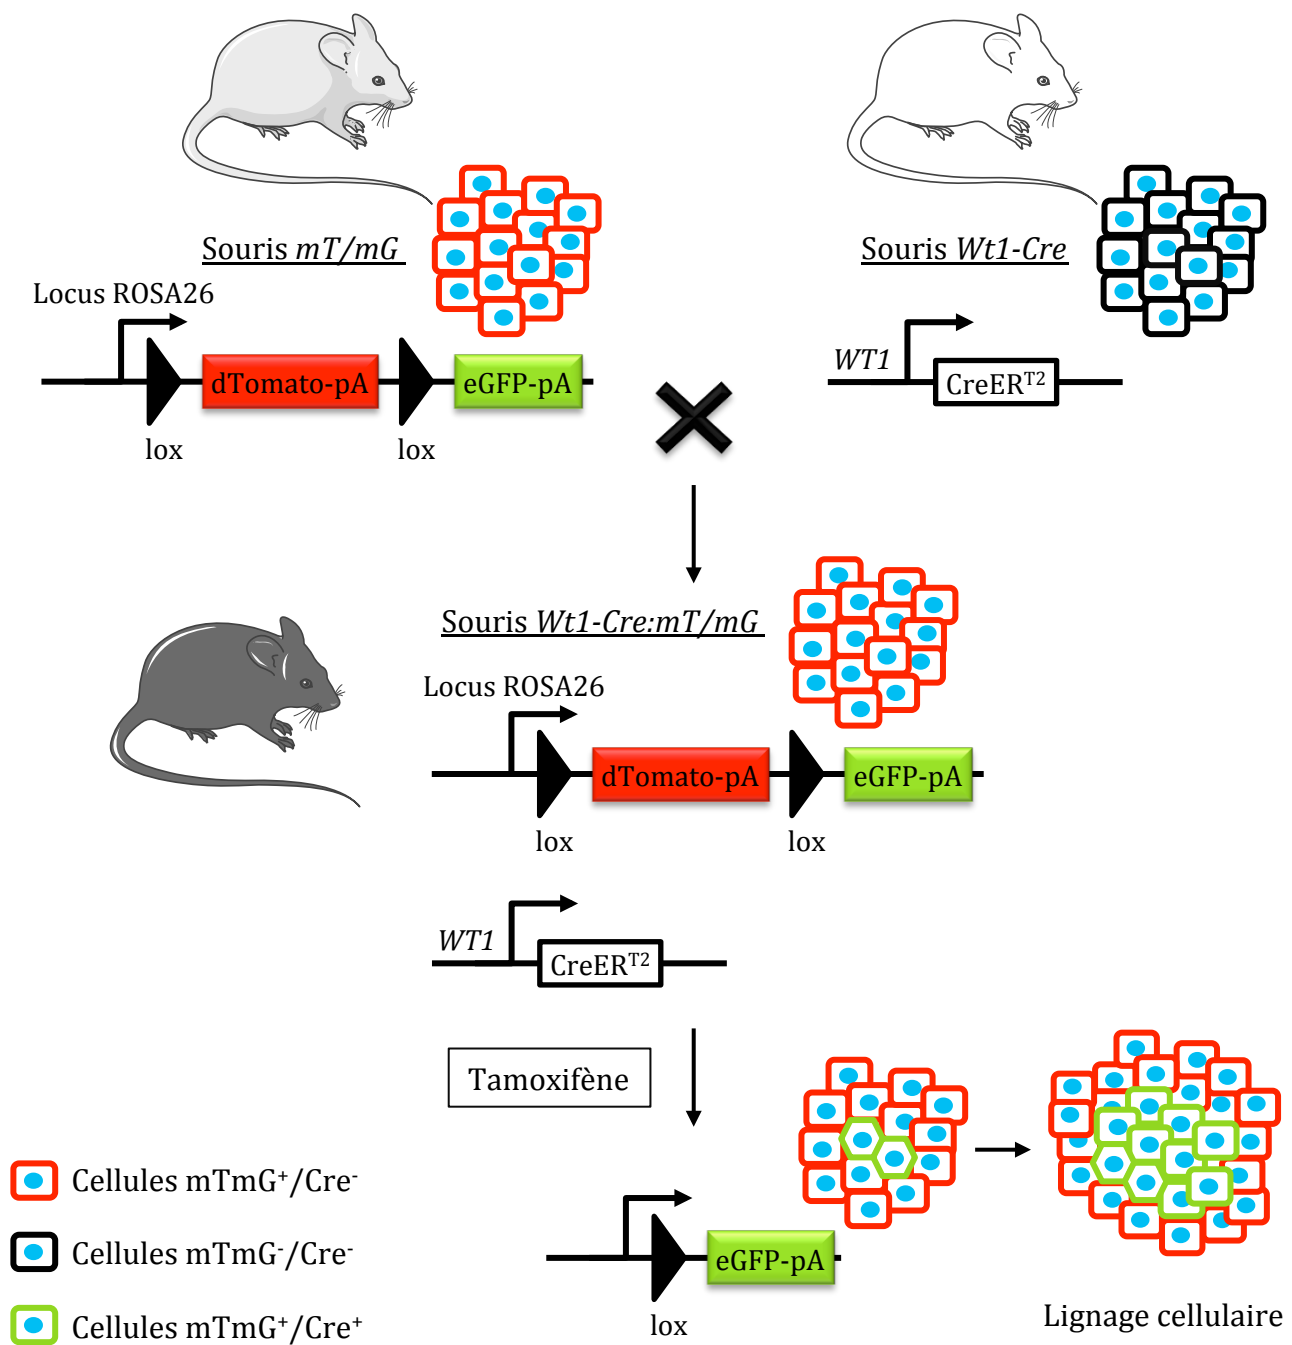 Souris mT/mG
Souris Wt1-Cre
Locus ROSA26
dTomato-pA
eGFP-pA
lox
lox
WT1
CreERT2
Souris Wt1-Cre:mT/mG
Locus ROSA26
dTomato-pA
eGFP-pA
lox
lox
WT1
CreERT2
Tamoxifène
eGFP-pA
lox
Lignage cellulaire
Cellules mTmG+/Cre-
Cellules mTmG-/Cre-
Cellules mTmG+/Cre+